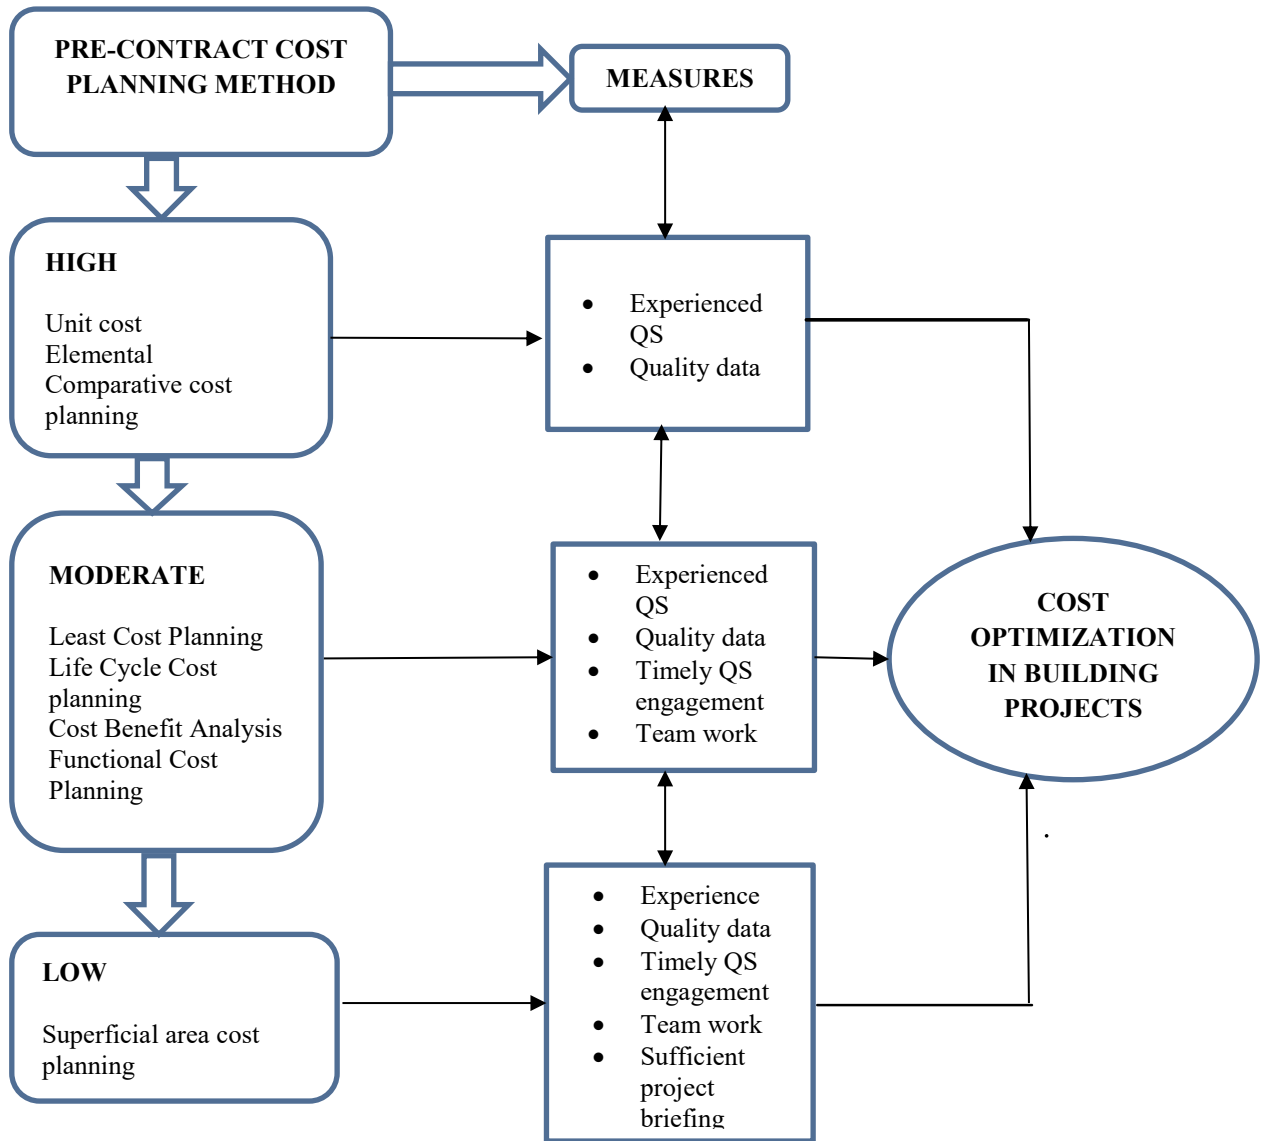 PRE-CONTRACT COST
PLANNING METHOD
MEASURES
HIGH
Unit cost
Elemental
Comparative cost
planning
• Experienced
QS
• Quality data
MODERATE
Least Cost Planning
Life Cycle Cost
planning
Cost Benefit Analysis
Functional Cost
Planning
• Experienced
QS
• Quality data
• Timely QS
engagement
• Team work
COST
OPTIMIZATION
IN BUILDING
PROJECTS
.
LOW
Superficial area cost
planning
• Experience
• Quality data
• Timely QS
engagement
• Team work
• Sufficient
project
briefing